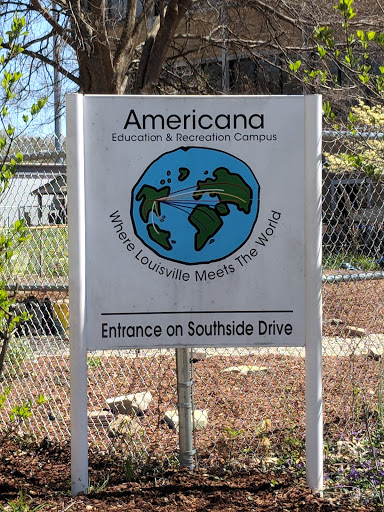 Americana
Education & Recreation Campus
Where Louisville Meets The World
Entrance on Southside Drive